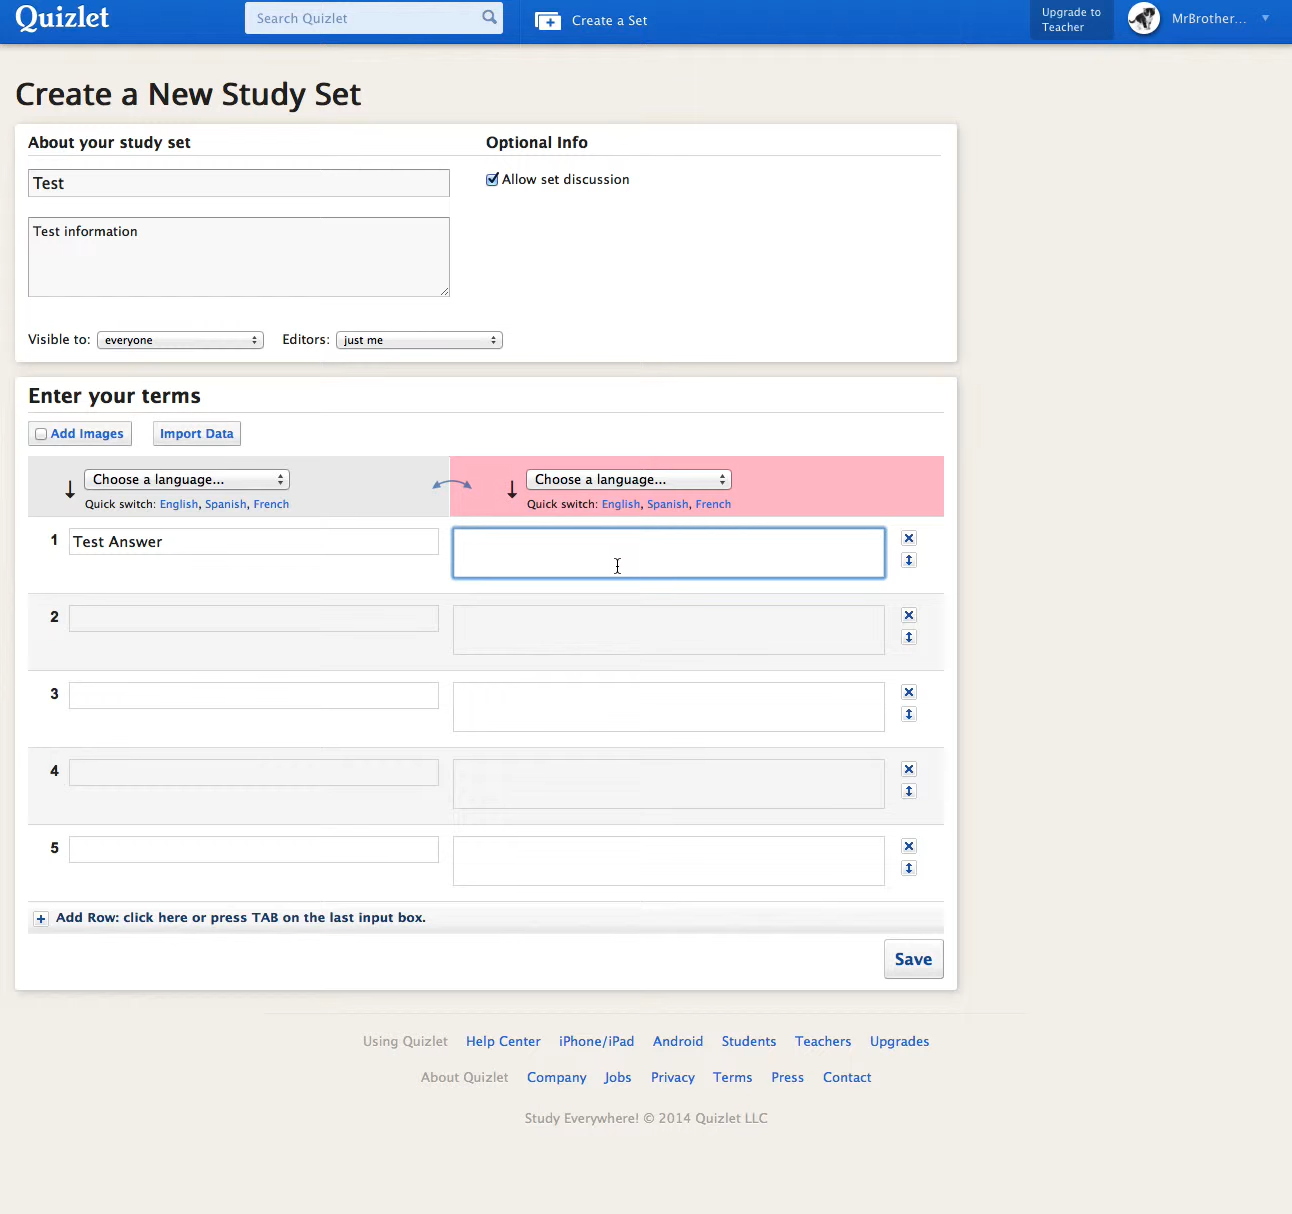 Quizlet
Search Quizlet
Create a Set
Upgrade to
Teacher
MrBrother...
Create a New Study Set
About your study set
Optional Info
Test
Allow set discussion
Test information
Visible to: everyone
Editors: just me
Enter your terms
Add Images
Import Data
Choose a language...
Choose a language...
Quick switch: English, Spanish, French
Quick switch: English, Spanish, French
1
Test Answer
2
3
4
5
Add Row: click here or press TAB on the last input box.
Save
Using Quizlet Help Center iPhone/iPad Android Students Teachers Upgrades
About Quizlet Company Jobs Privacy Terms Press Contact
Study Everywhere! © 2014 Quizlet LLC